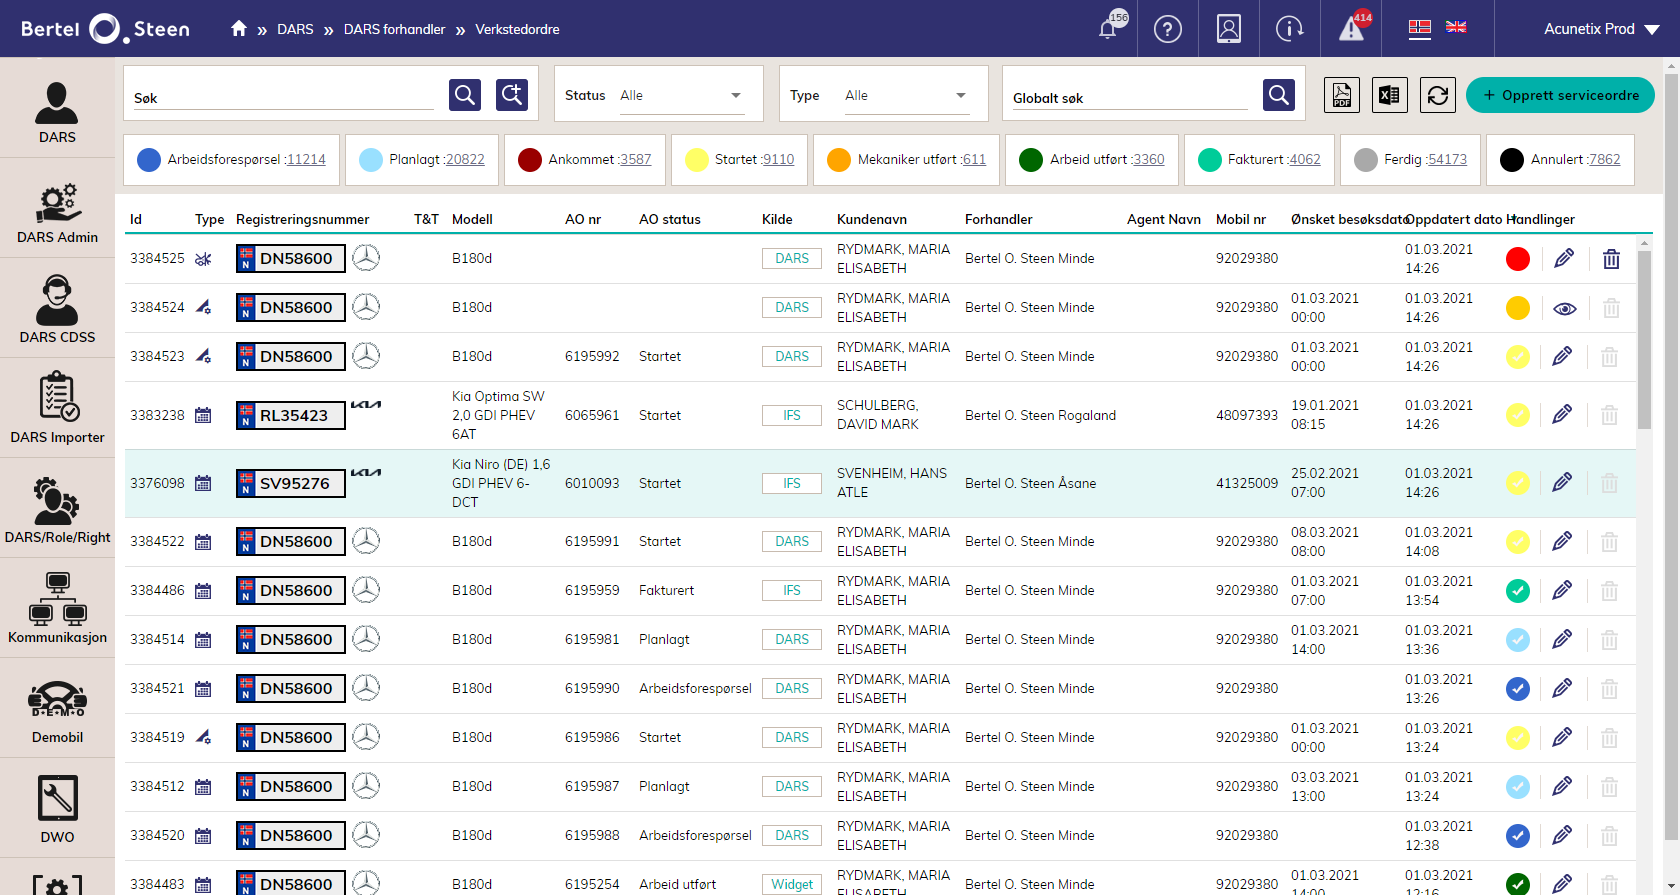 Bertel O. Steen
» DARS » DARS forhandler » Verkstedordre
156
414
Acunetix Prod
DARS
DARS Admin
DARS CDSS
DARS Importer
DARS/Role/Right
Kommunikasjon
D·E·M·O
Demobil
DWO
Søk
Status Alle
Type Alle
Globalt søk
PDF
+ Opprett serviceordre
Arbeidsforespørsel :11214
Planlagt :20822
Ankommet :3587
Startet :9110
Mekaniker utført :611
Arbeid utført :3360
Fakturert :4062
Ferdig :54173
Annulert :7862
Id Type Registreringsnummer T&T Modell AO nr AO status Kilde Kundenavn Forhandler Agent Navn Mobil nr Ønsket besøksdato Oppdatert dato Handlinger
3384525 N DN58600 B180d DARS RYDMARK, MARIA ELISABETH Bertel O. Steen Minde 92029380 01.03.2021 14:26
3384524 N DN58600 B180d DARS RYDMARK, MARIA ELISABETH Bertel O. Steen Minde 92029380 01.03.2021 00:00 01.03.2021 14:26
3384523 N DN58600 B180d 6195992 Startet DARS RYDMARK, MARIA ELISABETH Bertel O. Steen Minde 92029380 01.03.2021 00:00 01.03.2021 14:26
3383238 N RL35423 KIA Kia Optima SW 2,0 GDI PHEV 6AT 6065961 Startet IFS SCHULBERG, DAVID MARK Bertel O. Steen Rogaland 48097393 19.01.2021 08:15 01.03.2021 14:26
3376098 N SV95276 KIA Kia Niro (DE) 1,6 GDI PHEV 6-DCT 6010093 Startet IFS SVENHEIM, HANS ATLE Bertel O. Steen Åsane 41325009 25.02.2021 07:00 01.03.2021 14:26
3384522 N DN58600 B180d 6195991 Startet DARS RYDMARK, MARIA ELISABETH Bertel O. Steen Minde 92029380 08.03.2021 08:00 01.03.2021 14:08
3384486 N DN58600 B180d 6195959 Fakturert IFS RYDMARK, MARIA ELISABETH Bertel O. Steen Minde 92029380 01.03.2021 07:00 01.03.2021 13:54
3384514 N DN58600 B180d 6195981 Planlagt DARS RYDMARK, MARIA ELISABETH Bertel O. Steen Minde 92029380 01.03.2021 14:00 01.03.2021 13:36
3384521 N DN58600 B180d 6195990 Arbeidsforespørsel DARS RYDMARK, MARIA ELISABETH Bertel O. Steen Minde 92029380 01.03.2021 13:26
3384519 N DN58600 B180d 6195986 Startet DARS RYDMARK, MARIA ELISABETH Bertel O. Steen Minde 92029380 01.03.2021 00:00 01.03.2021 13:24
3384512 N DN58600 B180d 6195987 Planlagt DARS RYDMARK, MARIA ELISABETH Bertel O. Steen Minde 92029380 03.03.2021 13:00 01.03.2021 13:24
3384520 N DN58600 B180d 6195988 Arbeidsforespørsel DARS RYDMARK, MARIA ELISABETH Bertel O. Steen Minde 92029380 01.03.2021 12:38
3384483 N DN58600 B180d 6195254 Arbeid utført Widget RYDMARK, MARIA ELISABETH Bertel O. Steen Minde 92029380 01.03.2021 14:00 01.03.2021 12:16